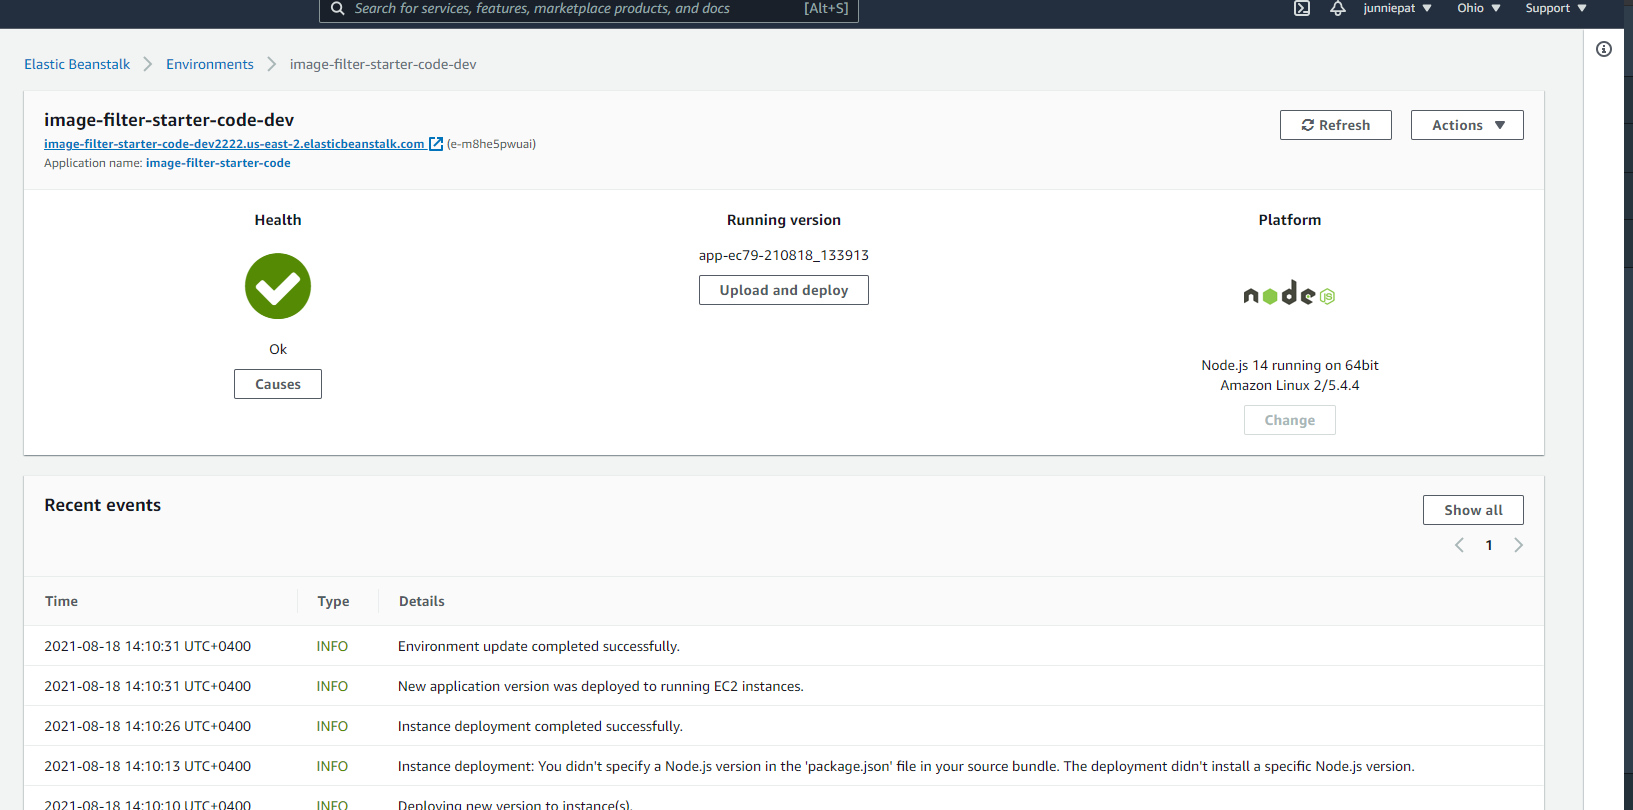 Search for services, features, marketplace products, and docs [Alt+S] junniepat Ohio Support
Elastic Beanstalk Environments image-filter-starter-code-dev
image-filter-starter-code-dev
Refresh Actions
image-filter-starter-code-dev2222.us-east-2.elasticbeanstalk.com (e-m8he5pwuai)
Application name: image-filter-starter-code
Health Running version Platform
app-ec79-210818_133913
Upload and deploy
node JS
Ok
Causes
Node.js 14 running on 64bit
Amazon Linux 2/5.4.4
Change
Recent events
Show all
1
Time Type Details
2021-08-18 14:10:31 UTC+0400 INFO Environment update completed successfully.
2021-08-18 14:10:31 UTC+0400 INFO New application version was deployed to running EC2 instances.
2021-08-18 14:10:26 UTC+0400 INFO Instance deployment completed successfully.
2021-08-18 14:10:13 UTC+0400 INFO Instance deployment: You didn't specify a Node.js version in the 'package.json' file in your source bundle. The deployment didn't install a specific Node.js version.
2021-08-18 14:10:10 UTC+0400 INFO Deploying new version to instance(s).